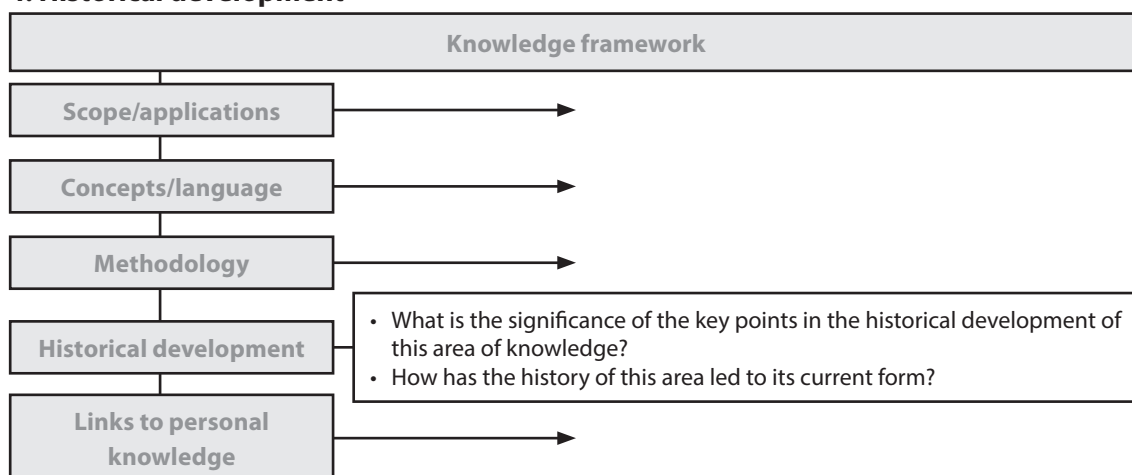 4. Historical development
Knowledge framework
Scope/applications
Concepts/language
Methodology
Historical development
• What is the significance of the key points in the historical development of
this area of knowledge?
• How has the history of this area led to its current form?
Links to personal
knowledge